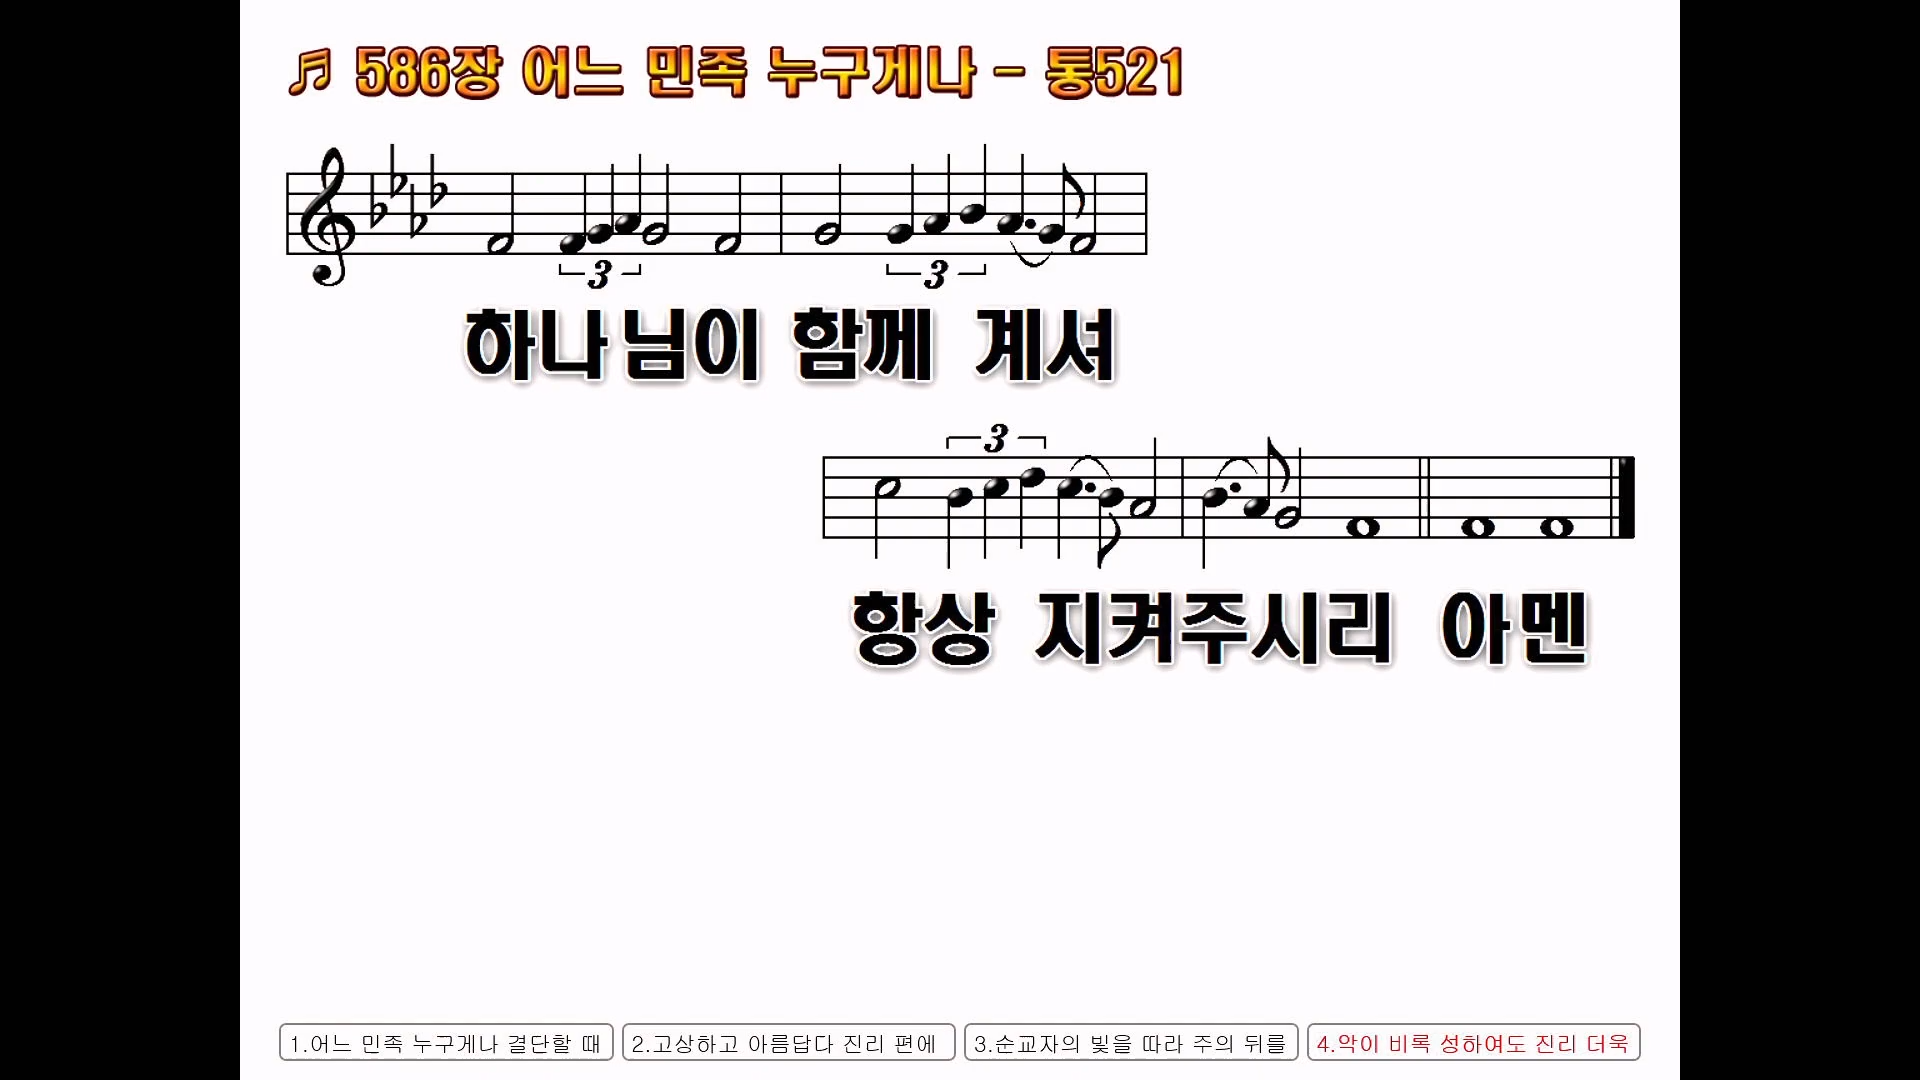 ♬ 586장 어느 민족 누구게나 - 통521
3 3
하나님이 함께 계셔
3
항상 지켜주시리 아멘
1.어느 민족 누구게나 결단할 때 2.고상하고 아름답다 진리 편에 3.순교자의 빛을 따라 주의 뒤를 4.악이 비록 성하여도 진리 더욱